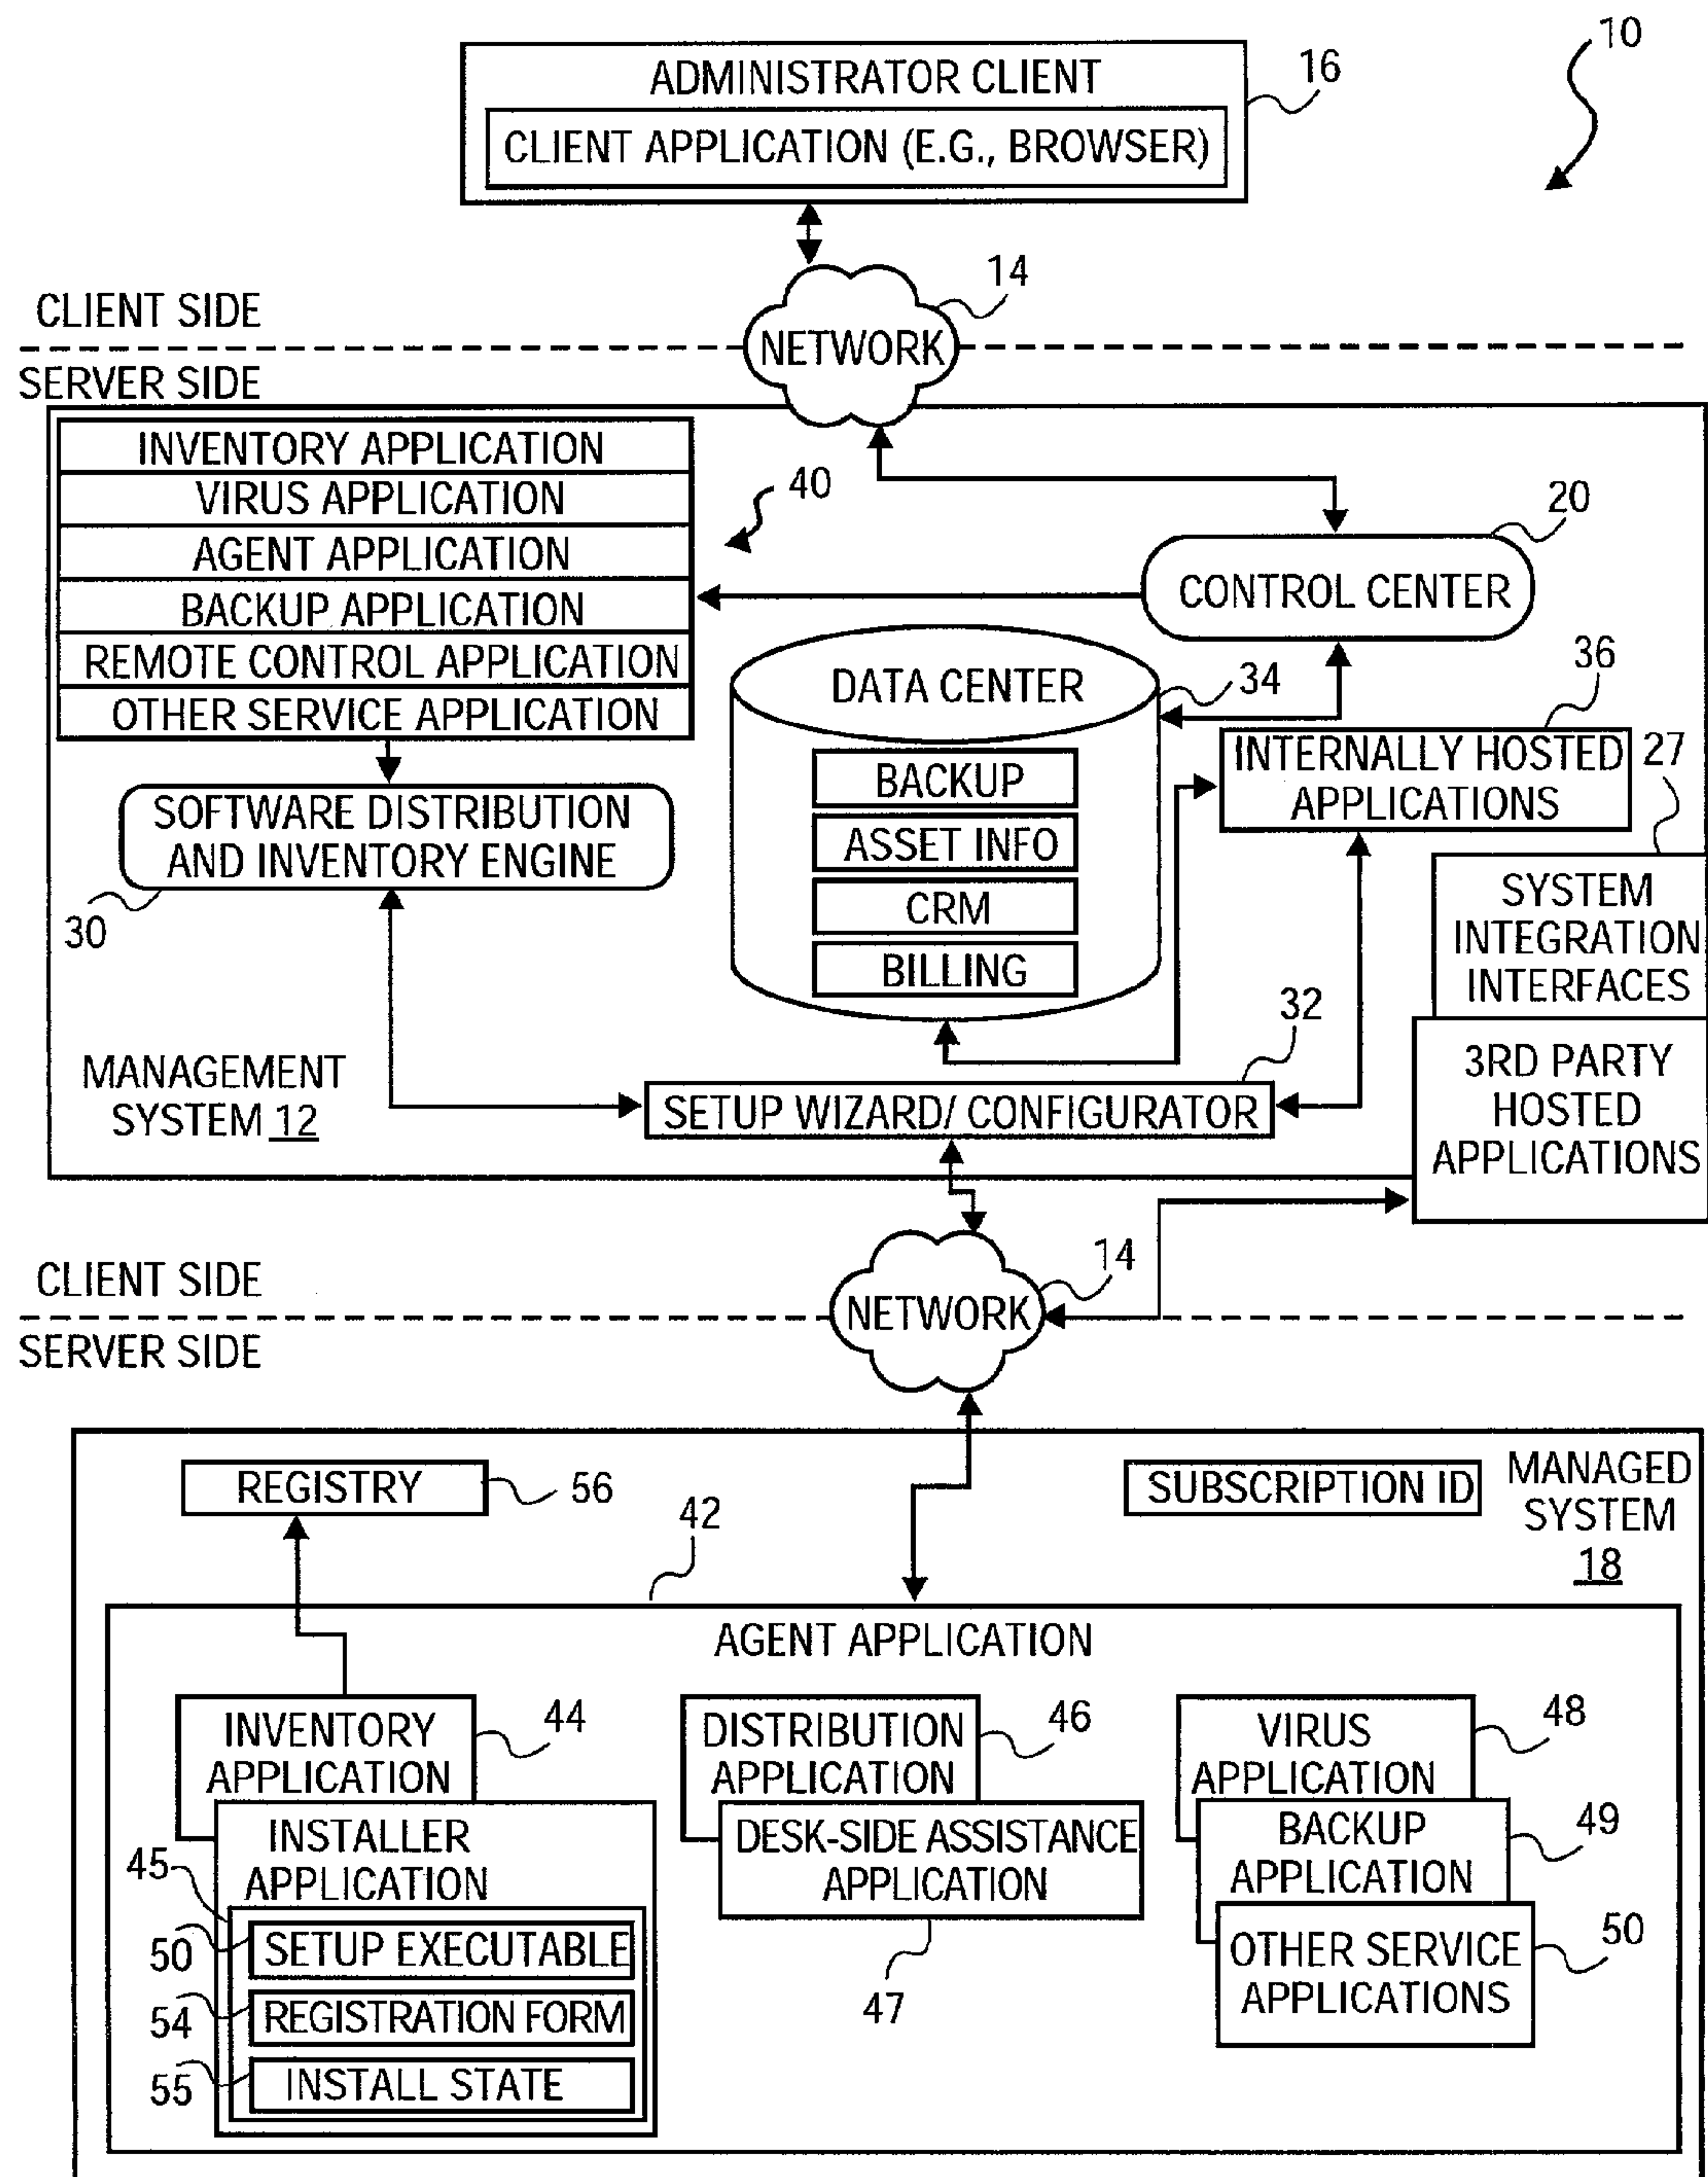 10
ADMINISTRATOR CLIENT
16
CLIENT APPLICATION (E.G., BROWSER)
14
CLIENT SIDE
NETWORK
SERVER SIDE
INVENTORY APPLICATION
VIRUS APPLICATION
AGENT APPLICATION
BACKUP APPLICATION
REMOTE CONTROL APPLICATION
OTHER SERVICE APPLICATION
40
20
CONTROL CENTER
DATA CENTER
34
BACKUP
ASSET INFO
CRM
BILLING
36
INTERNALLY HOSTED
APPLICATIONS
27
SYSTEM
INTEGRATION
INTERFACES
3RD PARTY
HOSTED
APPLICATIONS
SOFTWARE DISTRIBUTION
AND INVENTORY ENGINE
30
MANAGEMENT
SYSTEM 12
32
SETUP WIZARD/ CONFIGURATOR
14
CLIENT SIDE
NETWORK
SERVER SIDE
REGISTRY
56
SUBSCRIPTION ID
MANAGED
SYSTEM
18
42
AGENT APPLICATION
INVENTORY
APPLICATION
44
INSTALLER
APPLICATION
45
50
SETUP EXECUTABLE
54
REGISTRATION FORM
55
INSTALL STATE
DISTRIBUTION
APPLICATION
46
DESK-SIDE ASSISTANCE
APPLICATION
47
VIRUS
APPLICATION
48
BACKUP
APPLICATION
49
OTHER SERVICE
APPLICATIONS
50